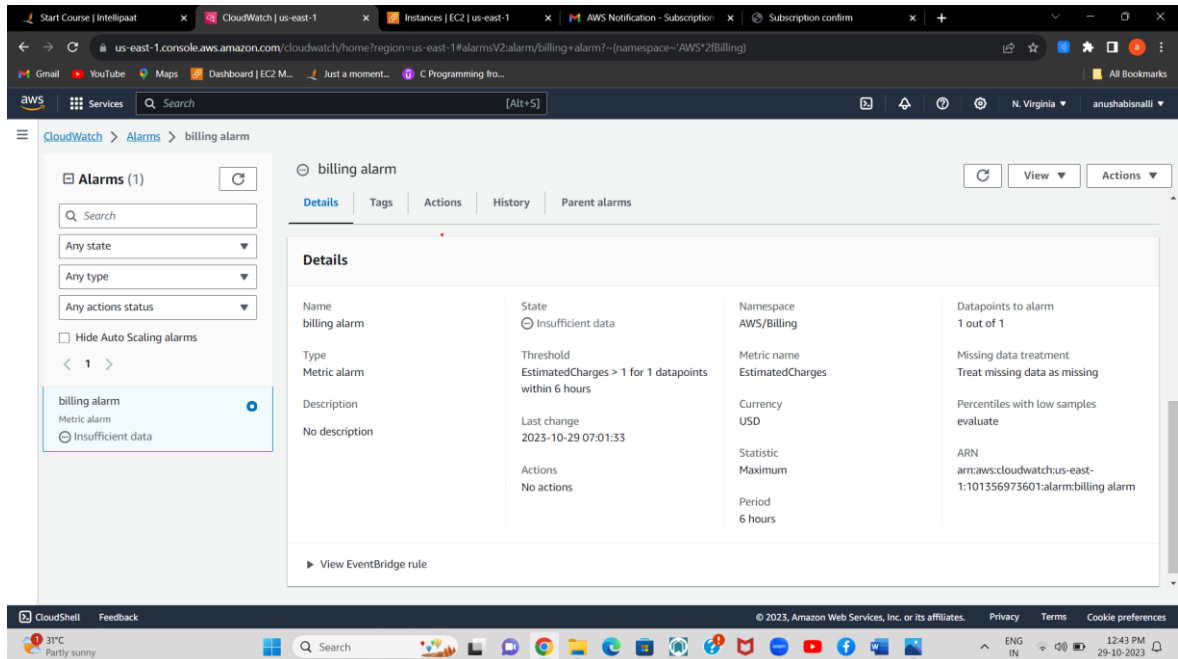 Start Course | Intellipaat
CloudWatch | us-east-1
Instances | EC2 | us-east-1
AWS Notification - Subscription
Subscription confirm
us-east-1.console.aws.amazon.com/cloudwatch/home?region=us-east-1#alarmsV2:alarm/billing+alarm?~(namespace~'AWS*2fBilling)
Gmail YouTube Maps Dashboard | EC2 M... Just a moment... C Programming fro... All Bookmarks
aws Services Search [Alt+S] N. Virginia ▼ anushabisnalli ▼
CloudWatch > Alarms > billing alarm
Alarms (1)
Search
Any state
Any type
Any actions status
Hide Auto Scaling alarms
< 1 >
billing alarm
Metric alarm
Insufficient data
billing alarm
View ▼ Actions ▼
Details Tags Actions History Parent alarms
Details
Name
billing alarm
Type
Metric alarm
Description
No description
State
Insufficient data
Threshold
EstimatedCharges > 1 for 1 datapoints
within 6 hours
Last change
2023-10-29 07:01:33
Actions
No actions
Namespace
AWS/Billing
Metric name
EstimatedCharges
Currency
USD
Statistic
Maximum
Period
6 hours
Datapoints to alarm
1 out of 1
Missing data treatment
Treat missing data as missing
Percentiles with low samples
evaluate
ARN
arn:aws:cloudwatch:us-east-
1:101356973601:alarm:billing alarm
View EventBridge rule
CloudShell Feedback © 2023, Amazon Web Services, Inc. or its affiliates. Privacy Terms Cookie preferences
1
31°C
Partly sunny
Search
ENG
IN
12:43 PM
29-10-2023